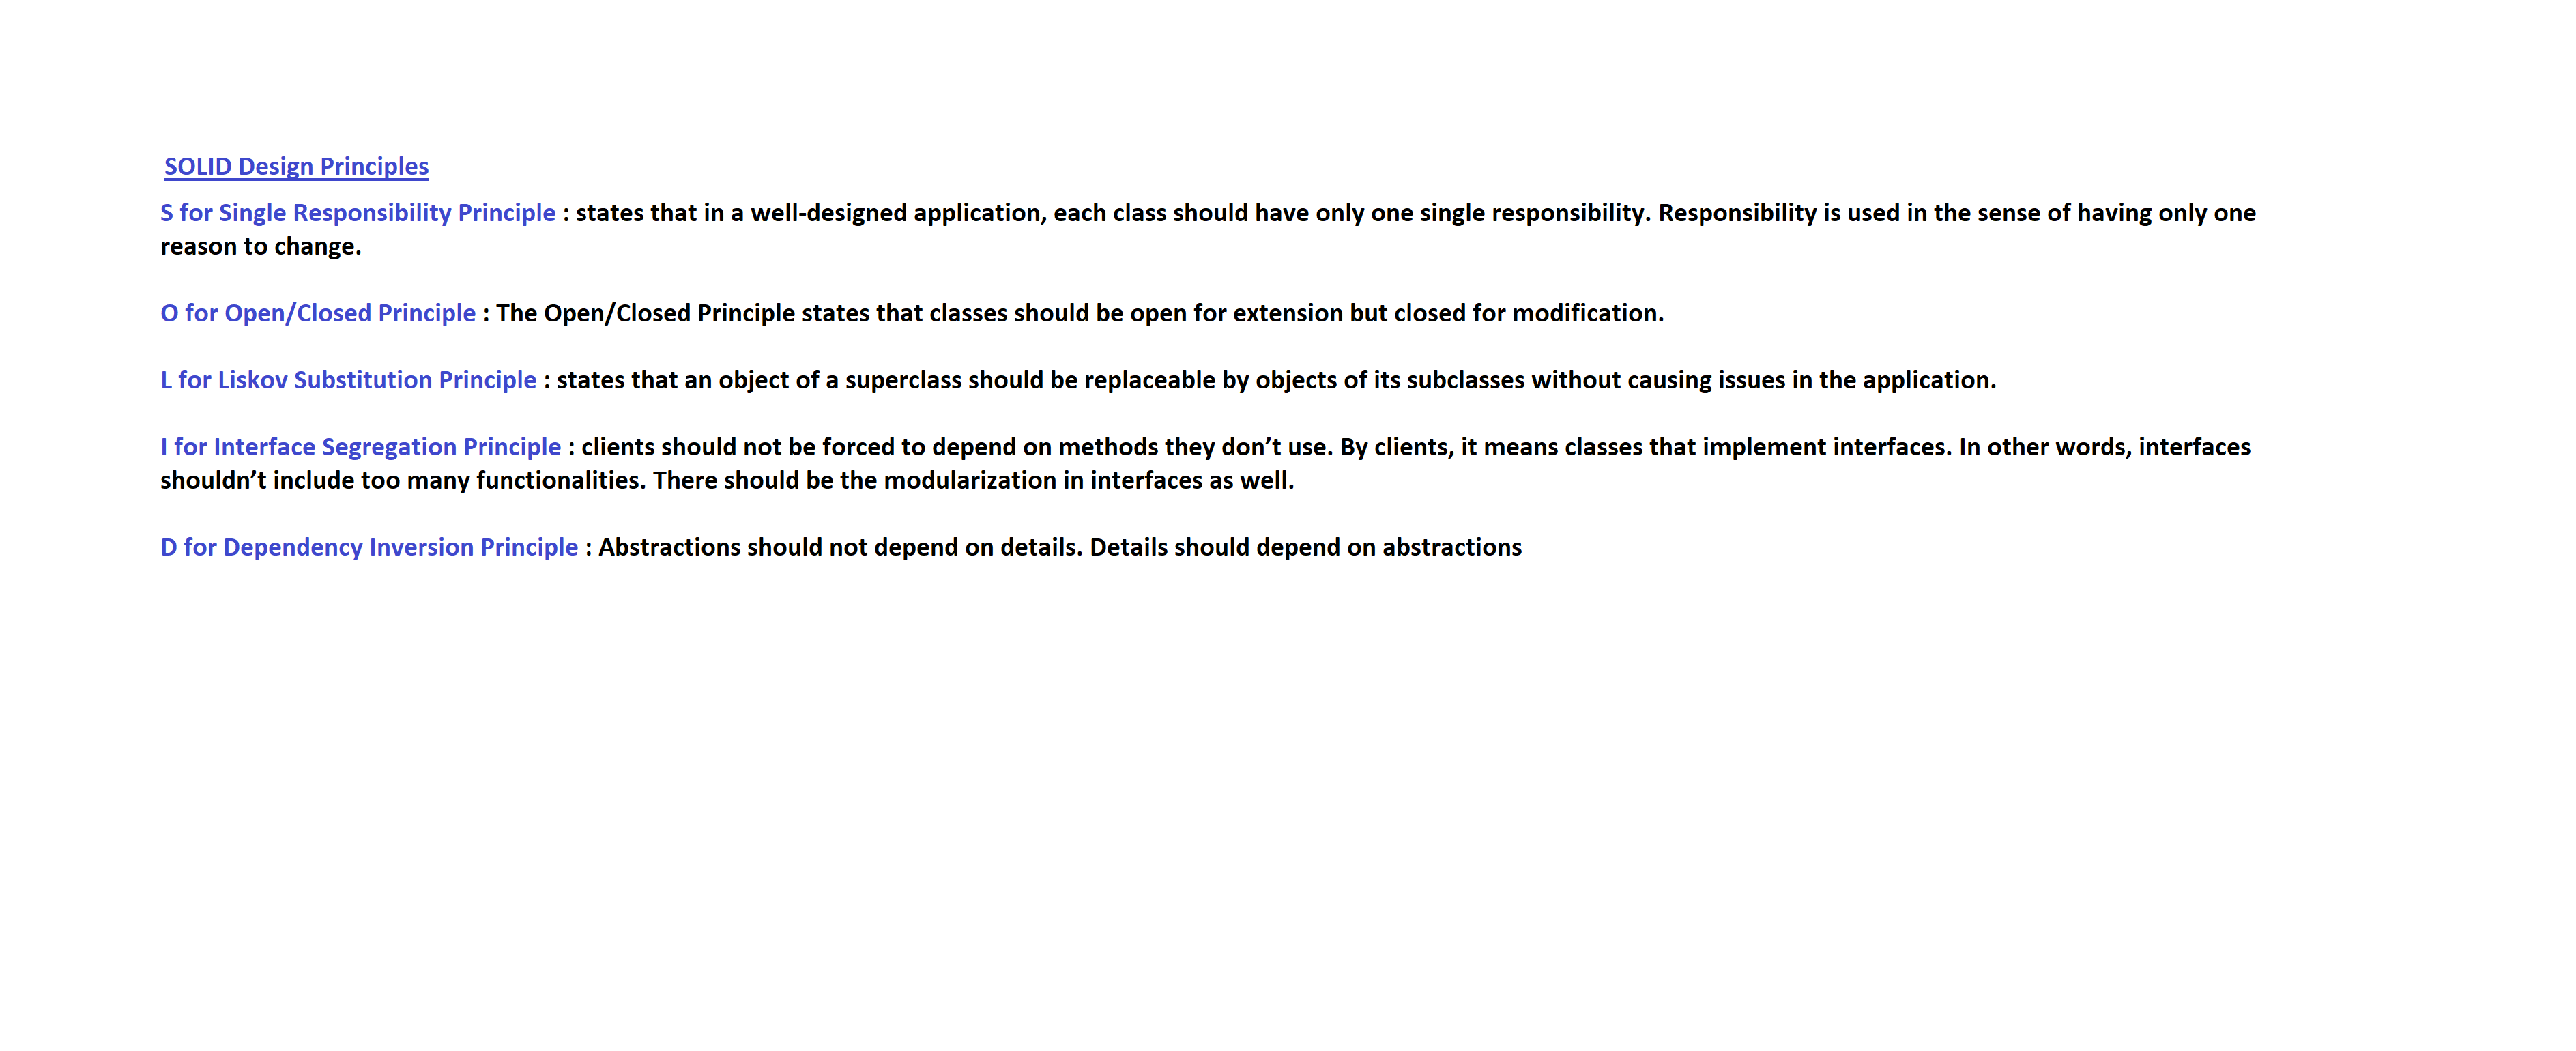 SOLID Design Principles
S for Single Responsibility Principle : states that in a well-designed application, each class should have only one single responsibility. Responsibility is used in the sense of having only one
reason to change.
O for Open/Closed Principle : The Open/Closed Principle states that classes should be open for extension but closed for modification.
L for Liskov Substitution Principle : states that an object of a superclass should be replaceable by objects of its subclasses without causing issues in the application.
I for Interface Segregation Principle : clients should not be forced to depend on methods they don’t use. By clients, it means classes that implement interfaces. In other words, interfaces
shouldn’t include too many functionalities. There should be the modularization in interfaces as well.
D for Dependency Inversion Principle : Abstractions should not depend on details. Details should depend on abstractions